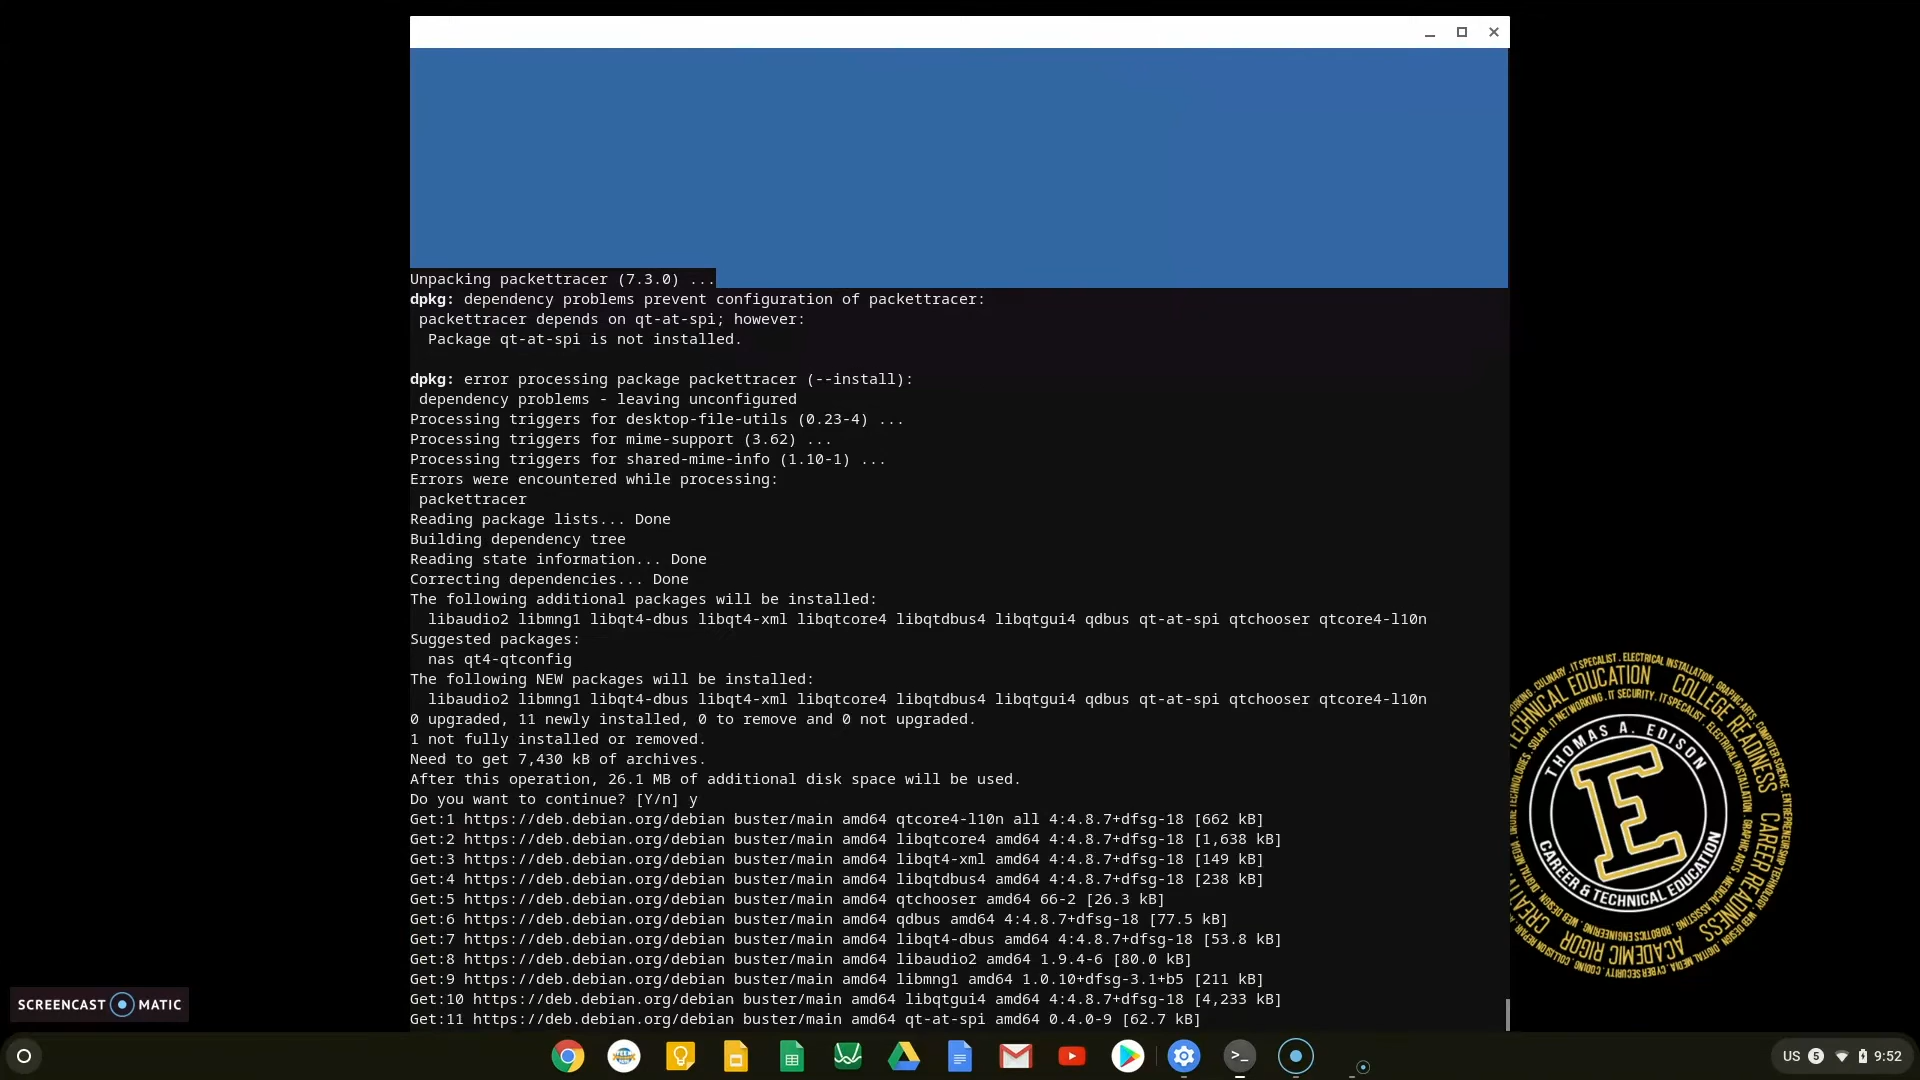 Unpacking packettracer (7.3.0) ...
dpkg: dependency problems prevent configuration of packettracer:
 packettracer depends on qt-at-spi; however:
  Package qt-at-spi is not installed.
dpkg: error processing package packettracer (--install):
 dependency problems - leaving unconfigured
Processing triggers for desktop-file-utils (0.23-4) ...
Processing triggers for mime-support (3.62) ...
Processing triggers for shared-mime-info (1.10-1) ...
Errors were encountered while processing:
 packettracer
Reading package lists... Done
Building dependency tree
Reading state information... Done
Correcting dependencies... Done
The following additional packages will be installed:
  libaudio2 libmng1 libqt4-dbus libqt4-xml libqtcore4 libqtdbus4 libqtgui4 qdbus qt-at-spi qtchooser qtcore4-l10n
Suggested packages:
  nas qt4-qtconfig
The following NEW packages will be installed:
  libaudio2 libmng1 libqt4-dbus libqt4-xml libqtcore4 libqtdbus4 libqtgui4 qdbus qt-at-spi qtchooser qtcore4-l10n
0 upgraded, 11 newly installed, 0 to remove and 0 not upgraded.
1 not fully installed or removed.
Need to get 7,430 kB of archives.
After this operation, 26.1 MB of additional disk space will be used.
Do you want to continue? [Y/n] y
Get:1 https://deb.debian.org/debian buster/main amd64 qtcore4-l10n all 4:4.8.7+dfsg-18 [662 kB]
Get:2 https://deb.debian.org/debian buster/main amd64 libqtcore4 amd64 4:4.8.7+dfsg-18 [1,638 kB]
Get:3 https://deb.debian.org/debian buster/main amd64 libqt4-xml amd64 4:4.8.7+dfsg-18 [149 kB]
Get:4 https://deb.debian.org/debian buster/main amd64 libqtdbus4 amd64 4:4.8.7+dfsg-18 [238 kB]
Get:5 https://deb.debian.org/debian buster/main amd64 qtchooser amd64 66-2 [26.3 kB]
Get:6 https://deb.debian.org/debian buster/main amd64 qdbus amd64 4:4.8.7+dfsg-18 [77.5 kB]
Get:7 https://deb.debian.org/debian buster/main amd64 libqt4-dbus amd64 4:4.8.7+dfsg-18 [53.8 kB]
Get:8 https://deb.debian.org/debian buster/main amd64 libaudio2 amd64 1.9.4-6 [80.0 kB]
Get:9 https://deb.debian.org/debian buster/main amd64 libmng1 amd64 1.0.10+dfsg-3.1+b5 [211 kB]
Get:10 https://deb.debian.org/debian buster/main amd64 libqtgui4 amd64 4:4.8.7+dfsg-18 [4,233 kB]
Get:11 https://deb.debian.org/debian buster/main amd64 qt-at-spi amd64 0.4.0-9 [62.7 kB]
TECHNICAL EDUCATION
COLLEGE READINESS
CAREER READINESS
ACADEMIC RIGOR
THOMAS A. EDISON
E
CAREER & TECHNICAL EDUCATION
SCREENCAST MATIC
>_
US 5 9:52